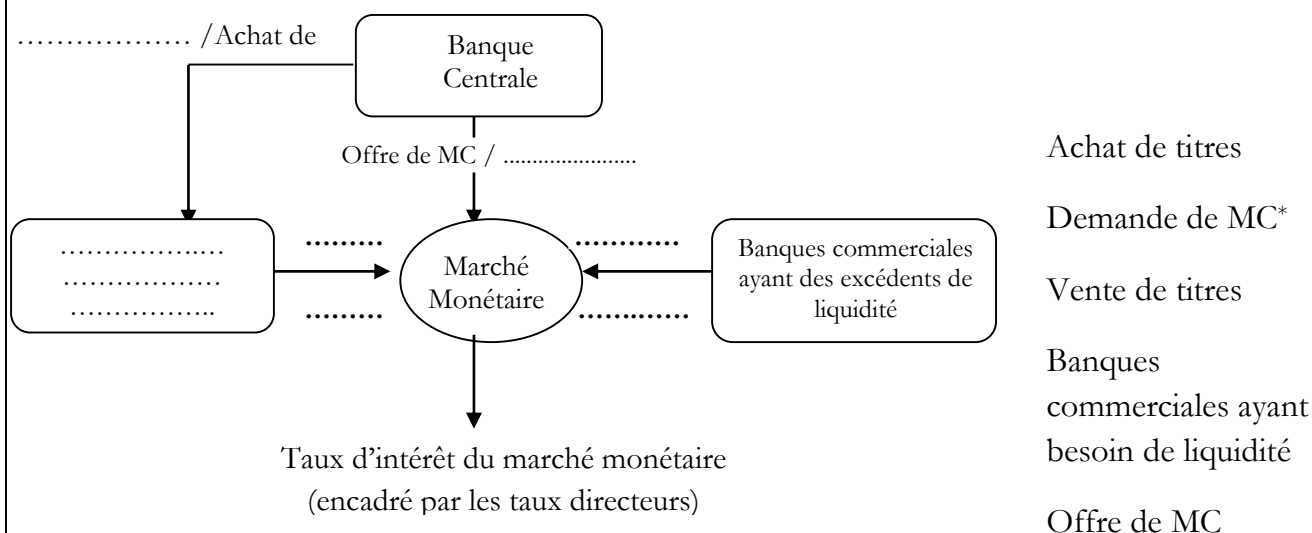 ……………… /Achat de
Banque
Centrale
Offre de MC / ........................
……………..…
………………
……………..
………
………
Marché
Monétaire
…………
……..……
Banques commerciales
ayant des excédents de
liquidité
Taux d’intérêt du marché monétaire
(encadré par les taux directeurs)
Achat de titres
Demande de MC*
Vente de titres
Banques
commerciales ayant
besoin de liquidité
Offre de MC